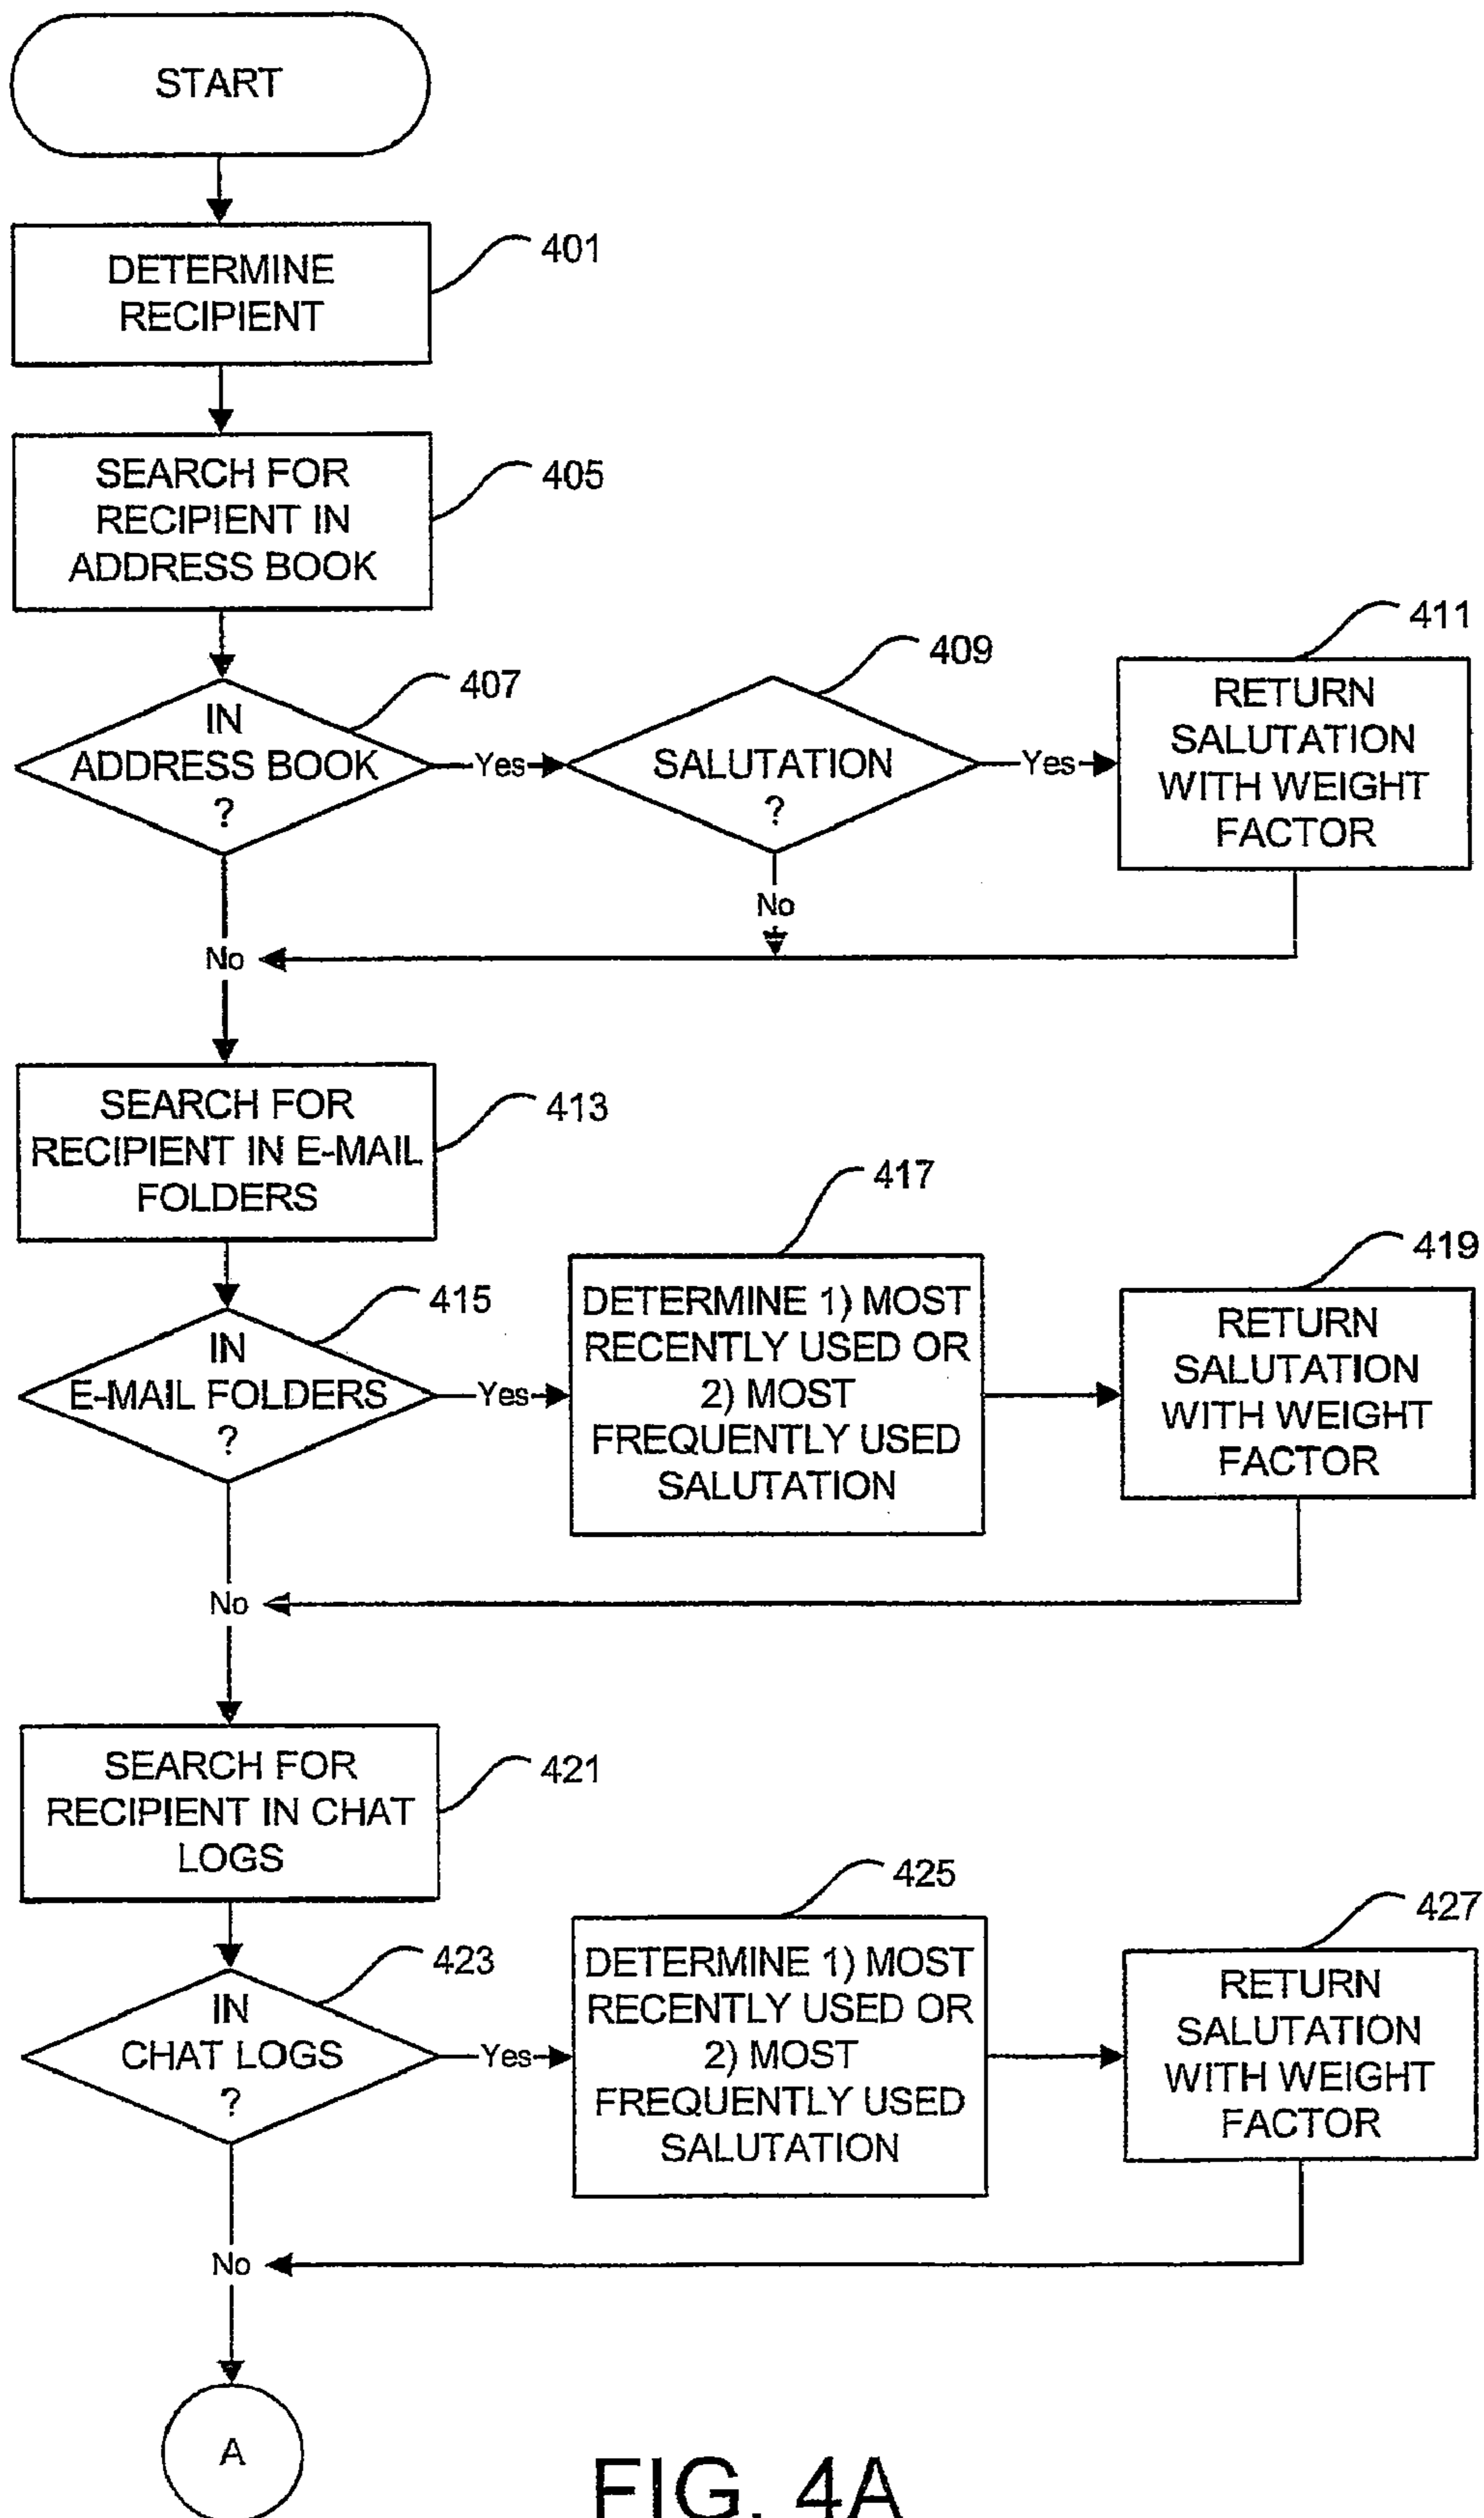 START
DETERMINE
RECIPIENT
401
SEARCH FOR
RECIPIENT IN
ADDRESS BOOK
405
IN
ADDRESS BOOK
?
407
Yes
SALUTATION
?
409
Yes
RETURN
SALUTATION
WITH WEIGHT
FACTOR
411
No
No
SEARCH FOR
RECIPIENT IN E-MAIL
FOLDERS
413
IN
E-MAIL FOLDERS
?
415
Yes
DETERMINE 1) MOST
RECENTLY USED OR
2) MOST
FREQUENTLY USED
SALUTATION
417
RETURN
SALUTATION
WITH WEIGHT
FACTOR
419
No
SEARCH FOR
RECIPIENT IN CHAT
LOGS
421
IN
CHAT LOGS
?
423
Yes
DETERMINE 1) MOST
RECENTLY USED OR
2) MOST
FREQUENTLY USED
SALUTATION
425
RETURN
SALUTATION
WITH WEIGHT
FACTOR
427
No
A
FIG. 4A